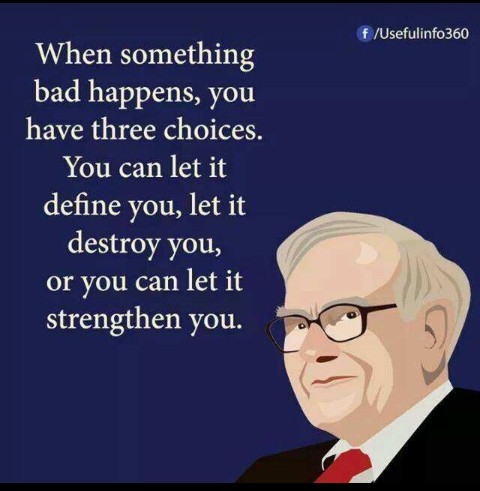 f /Usefulinfo360
When something
bad happens, you
have three choices.
You can let it
define you, let it
destroy you,
or you can let it
strengthen you.